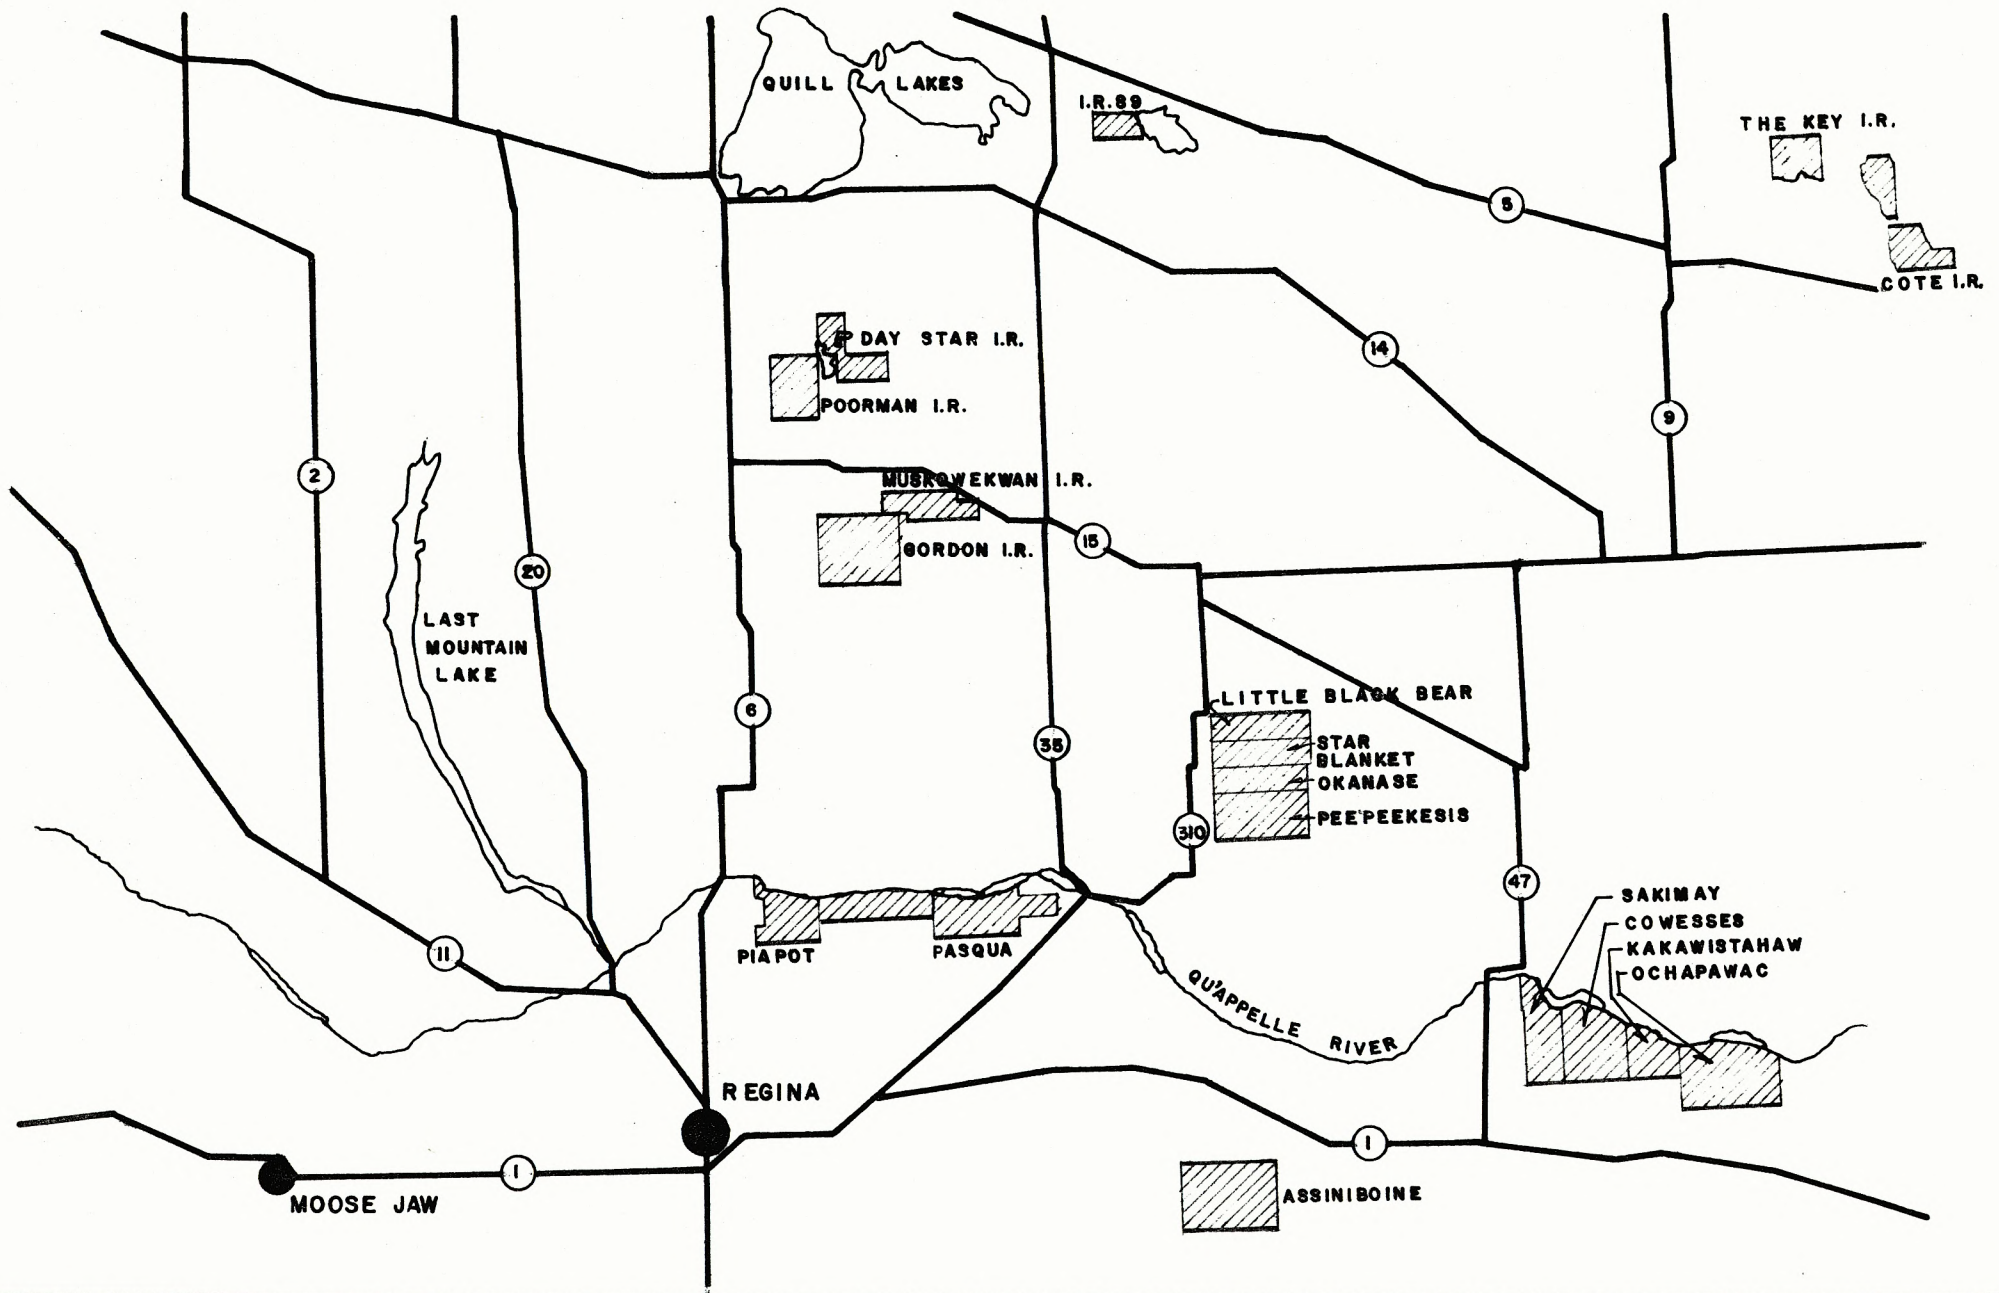 QUILL LAKES
I.R.89
THE KEY I.R.
5
COTE I.R.
DAY STAR I.R.
14
POORMAN I.R.
9
2
MUSKOWEKWAN I.R.
15
GORDON I.R.
20
LAST
MOUNTAIN
LAKE
6
LITTLE BLACK BEAR
35
STAR
BLANKET
OKANASE
PEE'PEEKESIS
310
47
SAKIMAY
COWESSES
KAKAWISTAHAW
OCHAPAWAC
11
PIAPOT
PASQUA
QU'APPELLE RIVER
REGINA
1
1
MOOSE JAW
ASSINIBOINE